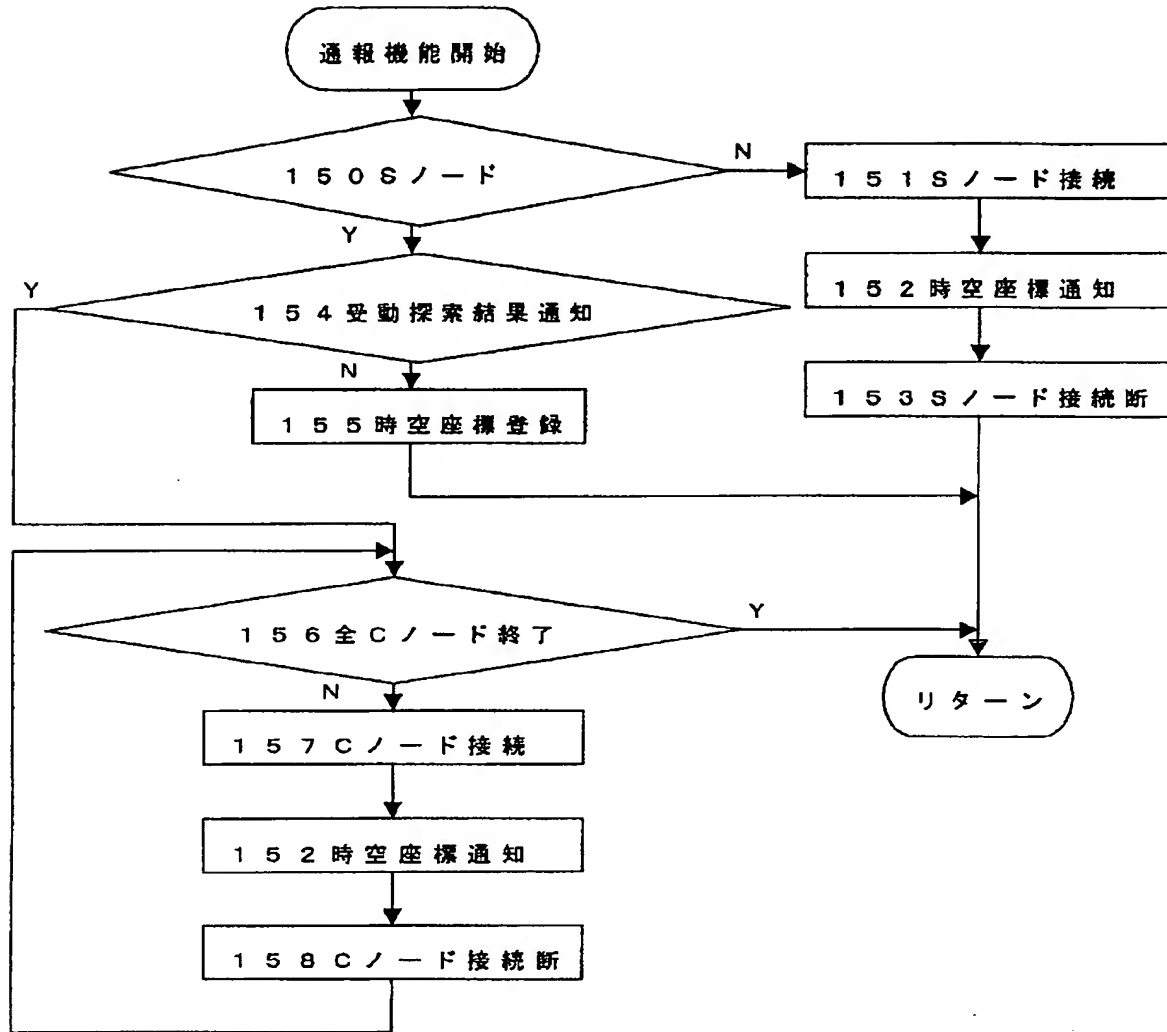 通報機能開始
150Sノード
N
151Sノード接続
Y
152時空座標通知
Y
154受動探索結果通知
N
153Sノード接続断
155時空座標登録
156全Cノード終了
Y
N
リターン
157Cノード接続
152時空座標通知
158Cノード接続断